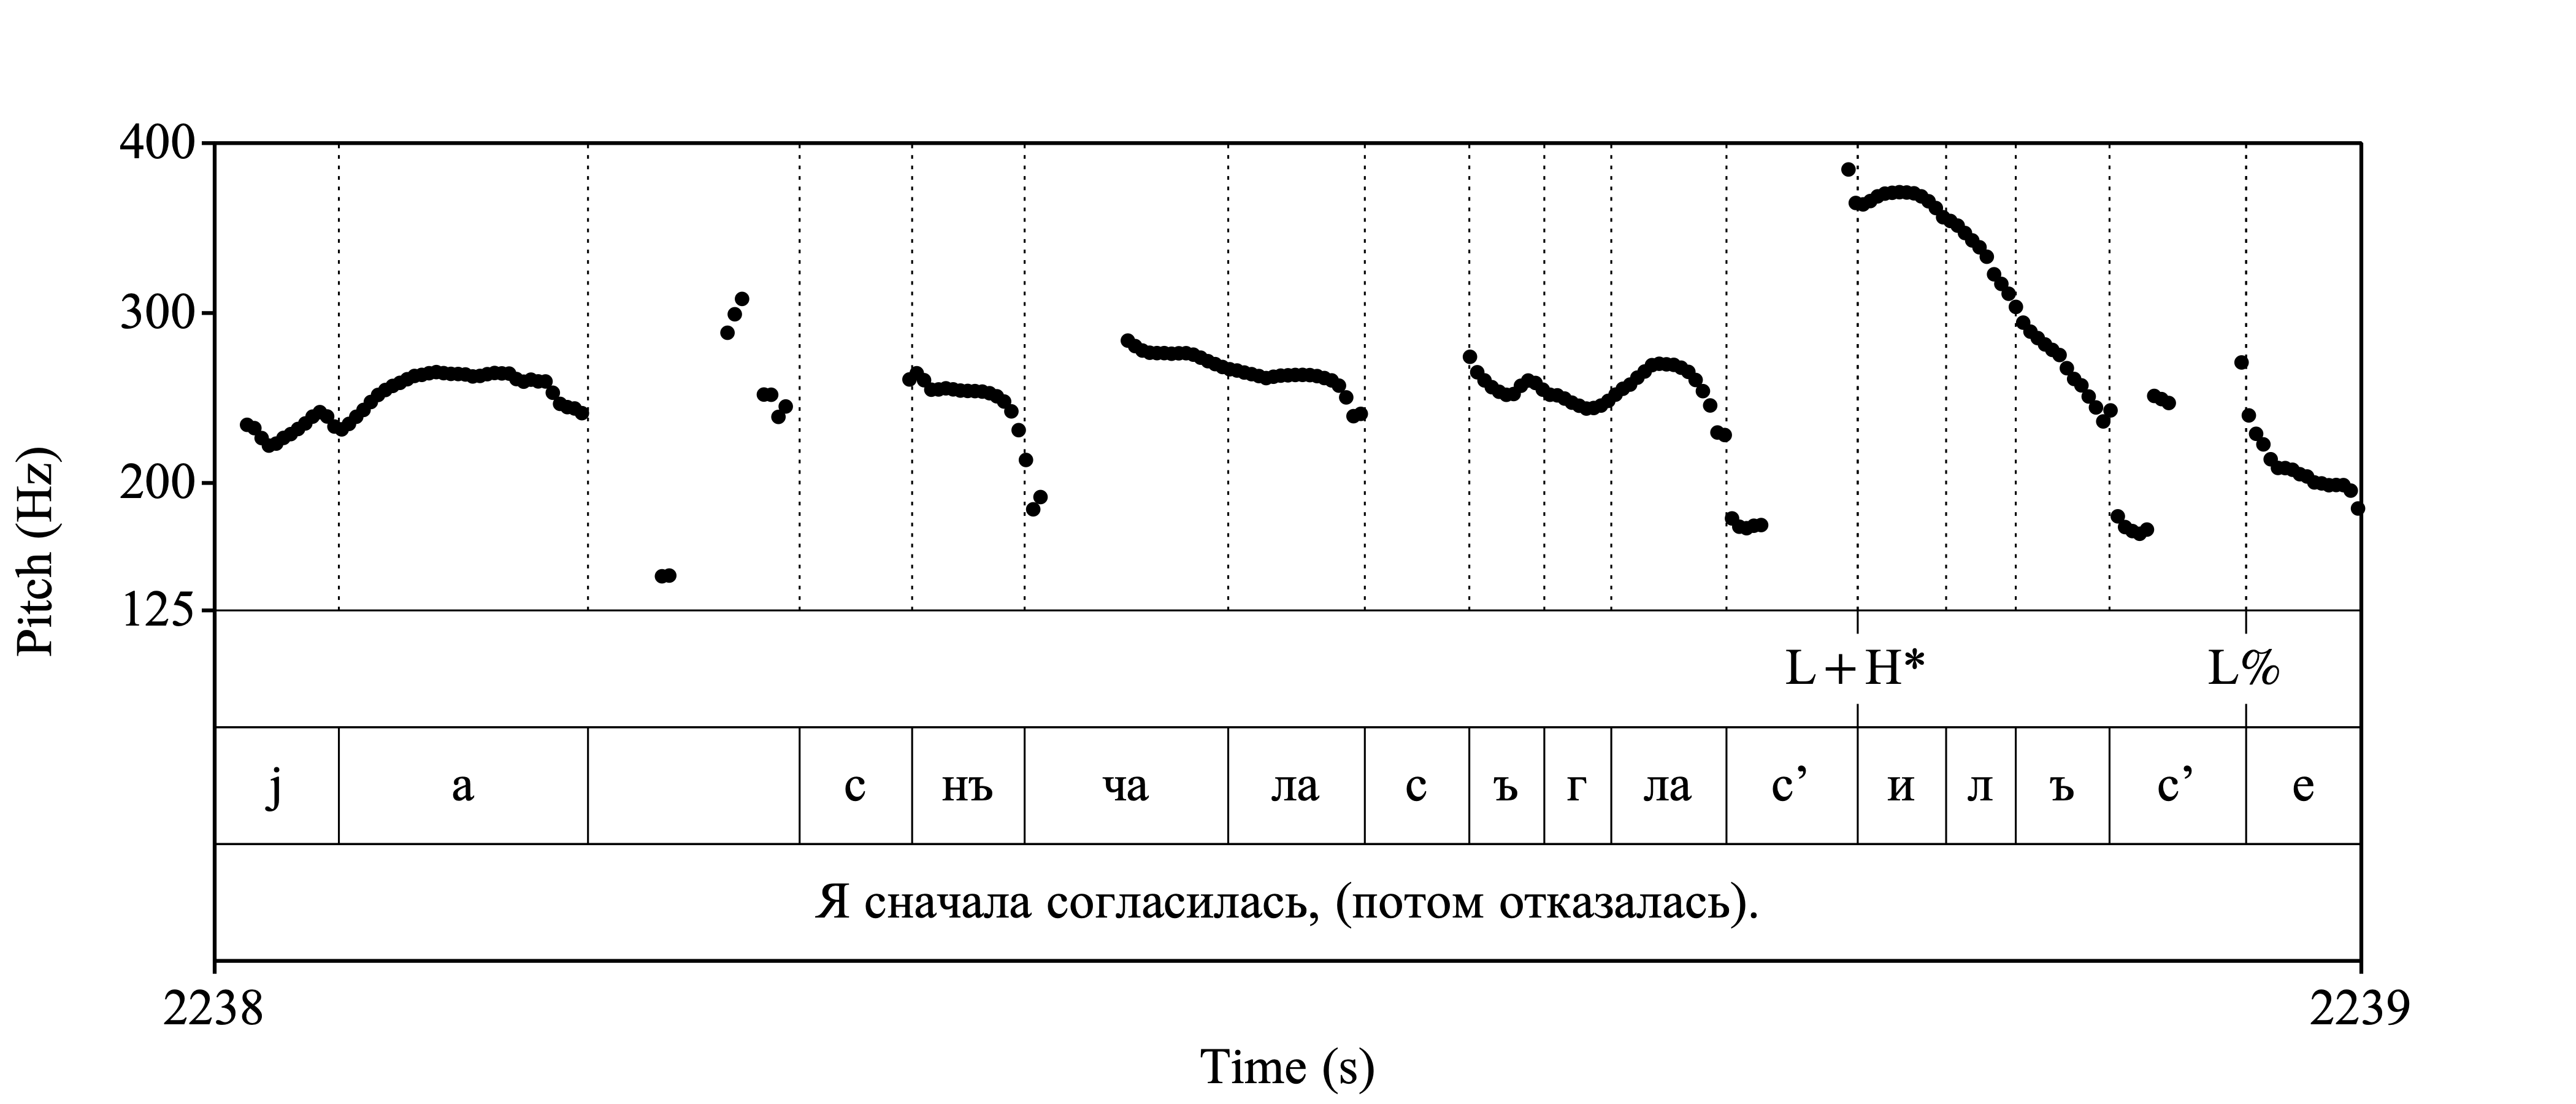 400
300
200
125
Pitch (Hz)
L+H* L%
j а с нъ ча ла с ъ г ла с’ и л ъ с’ е
Я сначала согласилась, (потом отказалась).
2238 2239
Time (s)